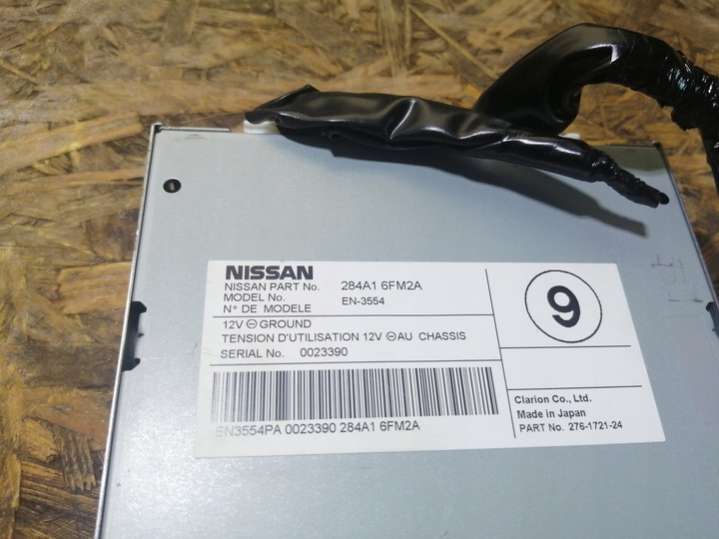 NISSAN
NISSAN PART No. 284A1 6FM2A
MODEL No. EN-3554
N° DE MODELE
12V ⊖ GROUND
TENSION D'UTILISATION 12V ⊖ AU CHASSIS
SERIAL No. 0023390
EN3554PA 0023390 284A1 6FM2A
9
Clarion Co., Ltd.
Made in Japan
PART No. 276-1721-24